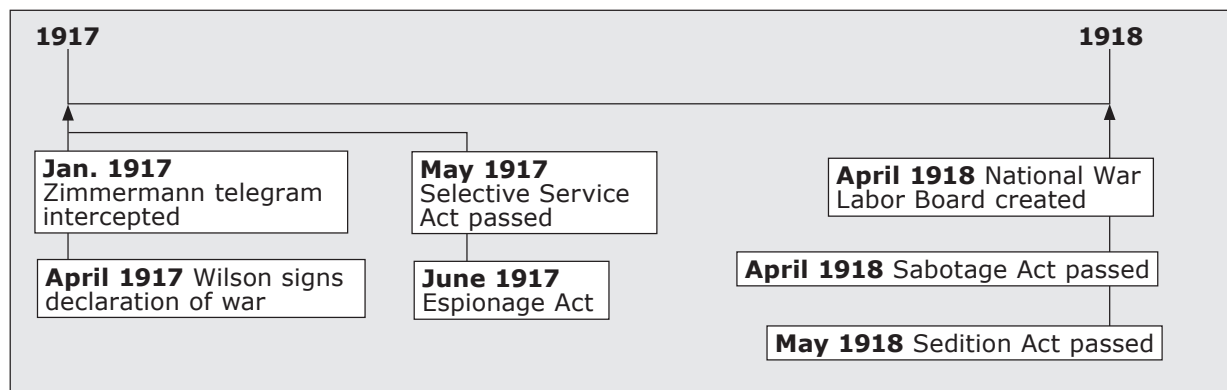 1917
1918
Jan. 1917
Zimmermann telegram
intercepted
April 1917 Wilson signs
declaration of war
May 1917
Selective Service
Act passed
June 1917
Espionage Act
April 1918 National War
Labor Board created
April 1918 Sabotage Act passed
May 1918 Sedition Act passed